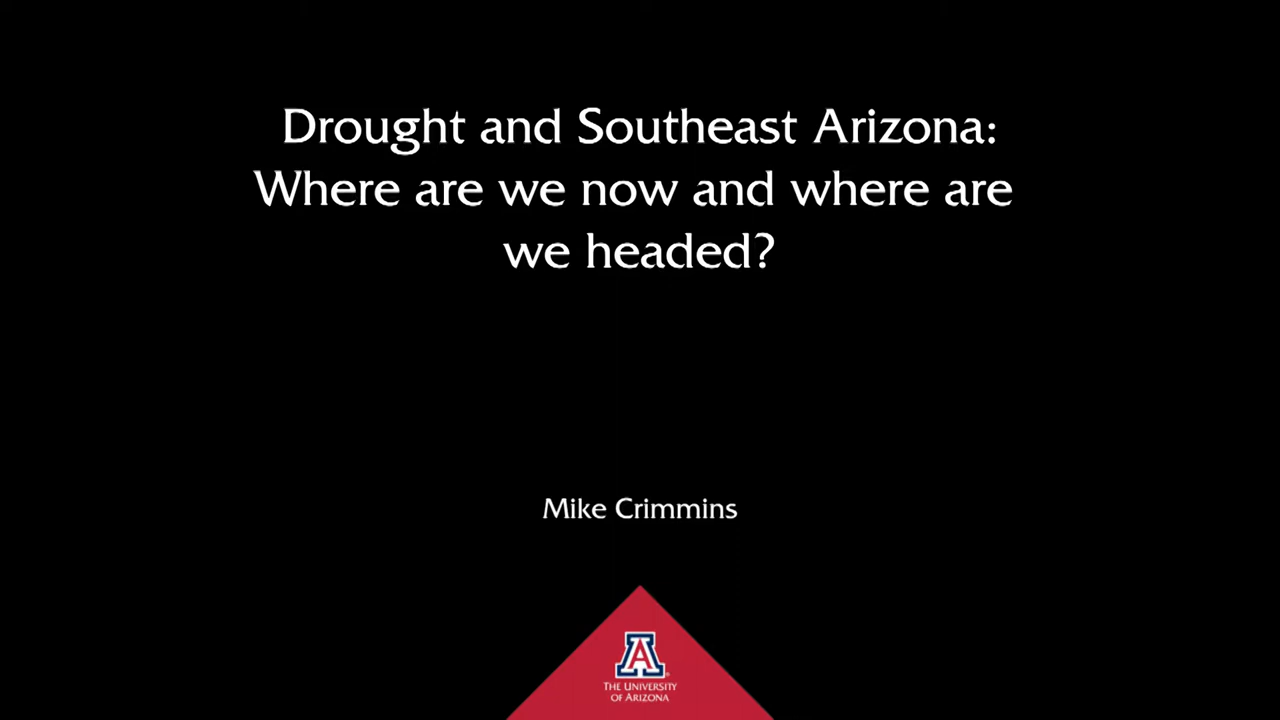 Drought and Southeast Arizona:
Where are we now and where are
we headed?
Mike Crimmins
A
THE UNIVERSITY
OF ARIZONA